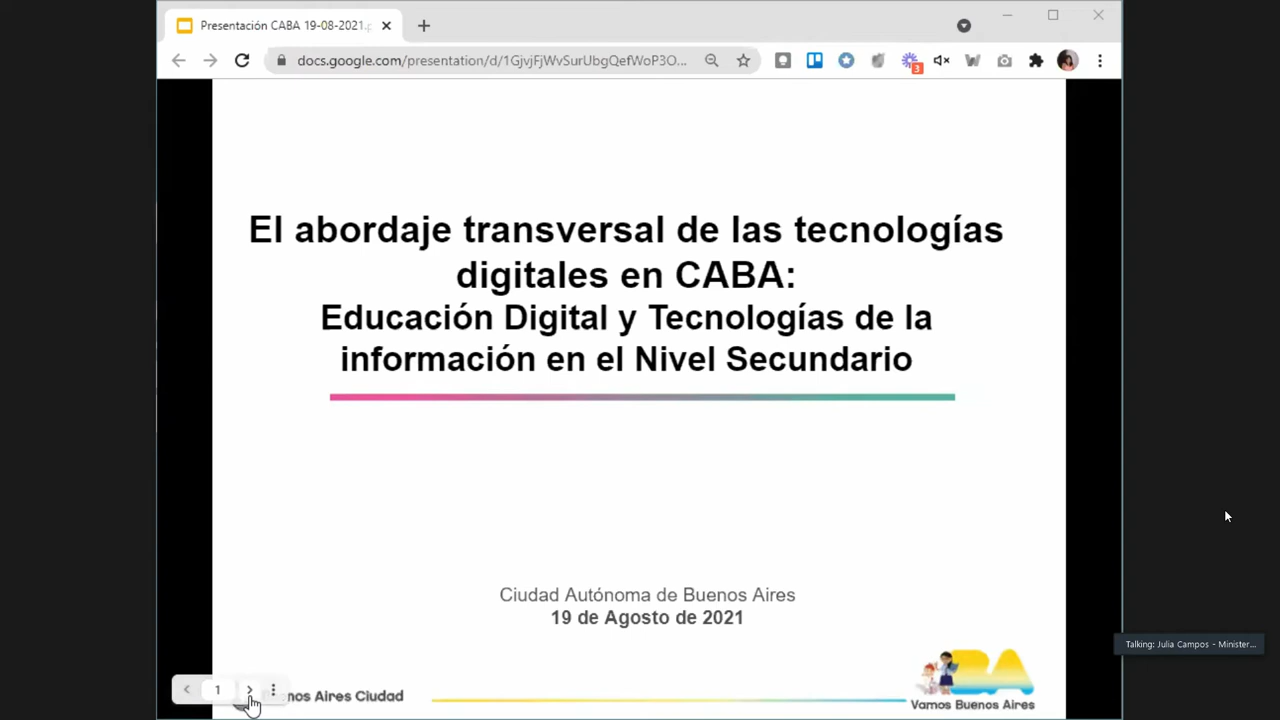 Presentación CABA 19-08-2021.
docs.google.com/presentation/d/1GjvjFjWvSurUbgQefWoP3O...
3
El abordaje transversal de las tecnologías
digitales en CABA:
Educación Digital y Tecnologías de la
información en el Nivel Secundario
Ciudad Autónoma de Buenos Aires
19 de Agosto de 2021
Talking: Julia Campos - Minister...
1
Aires Ciudad
BA
Vamos Buenos Aires